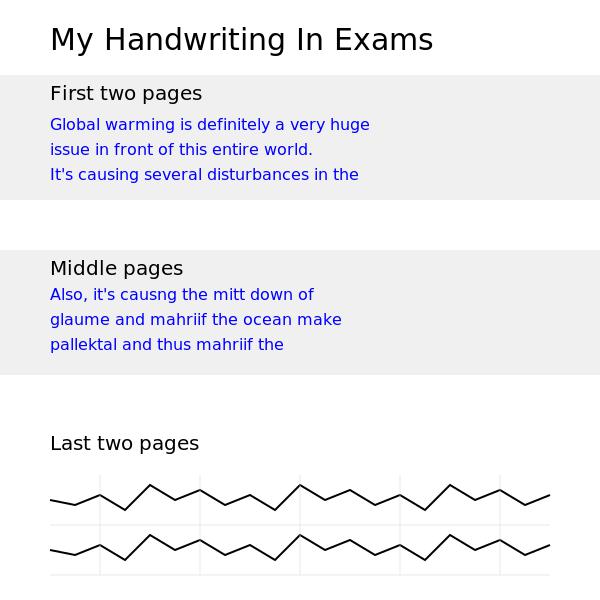 My Handwriting In Exams
First two pages
Global warming is definitely a very huge
issue in front of this entire world.
It's causing several disturbances in the
Middle pages
Also, it's causng the mitt down of
glaume and mahriif the ocean make
pallektal and thus mahriif the
Last two pages